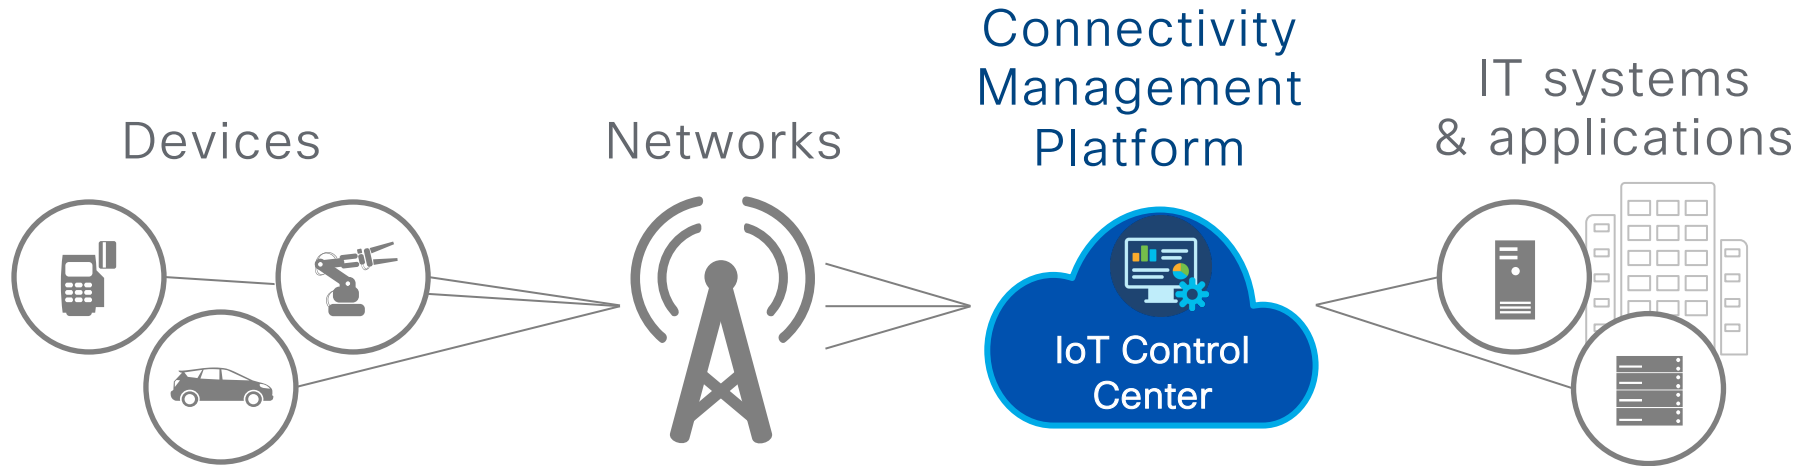 Devices
Networks
Connectivity
Management
Platform
IoT Control
Center
IT systems
& applications